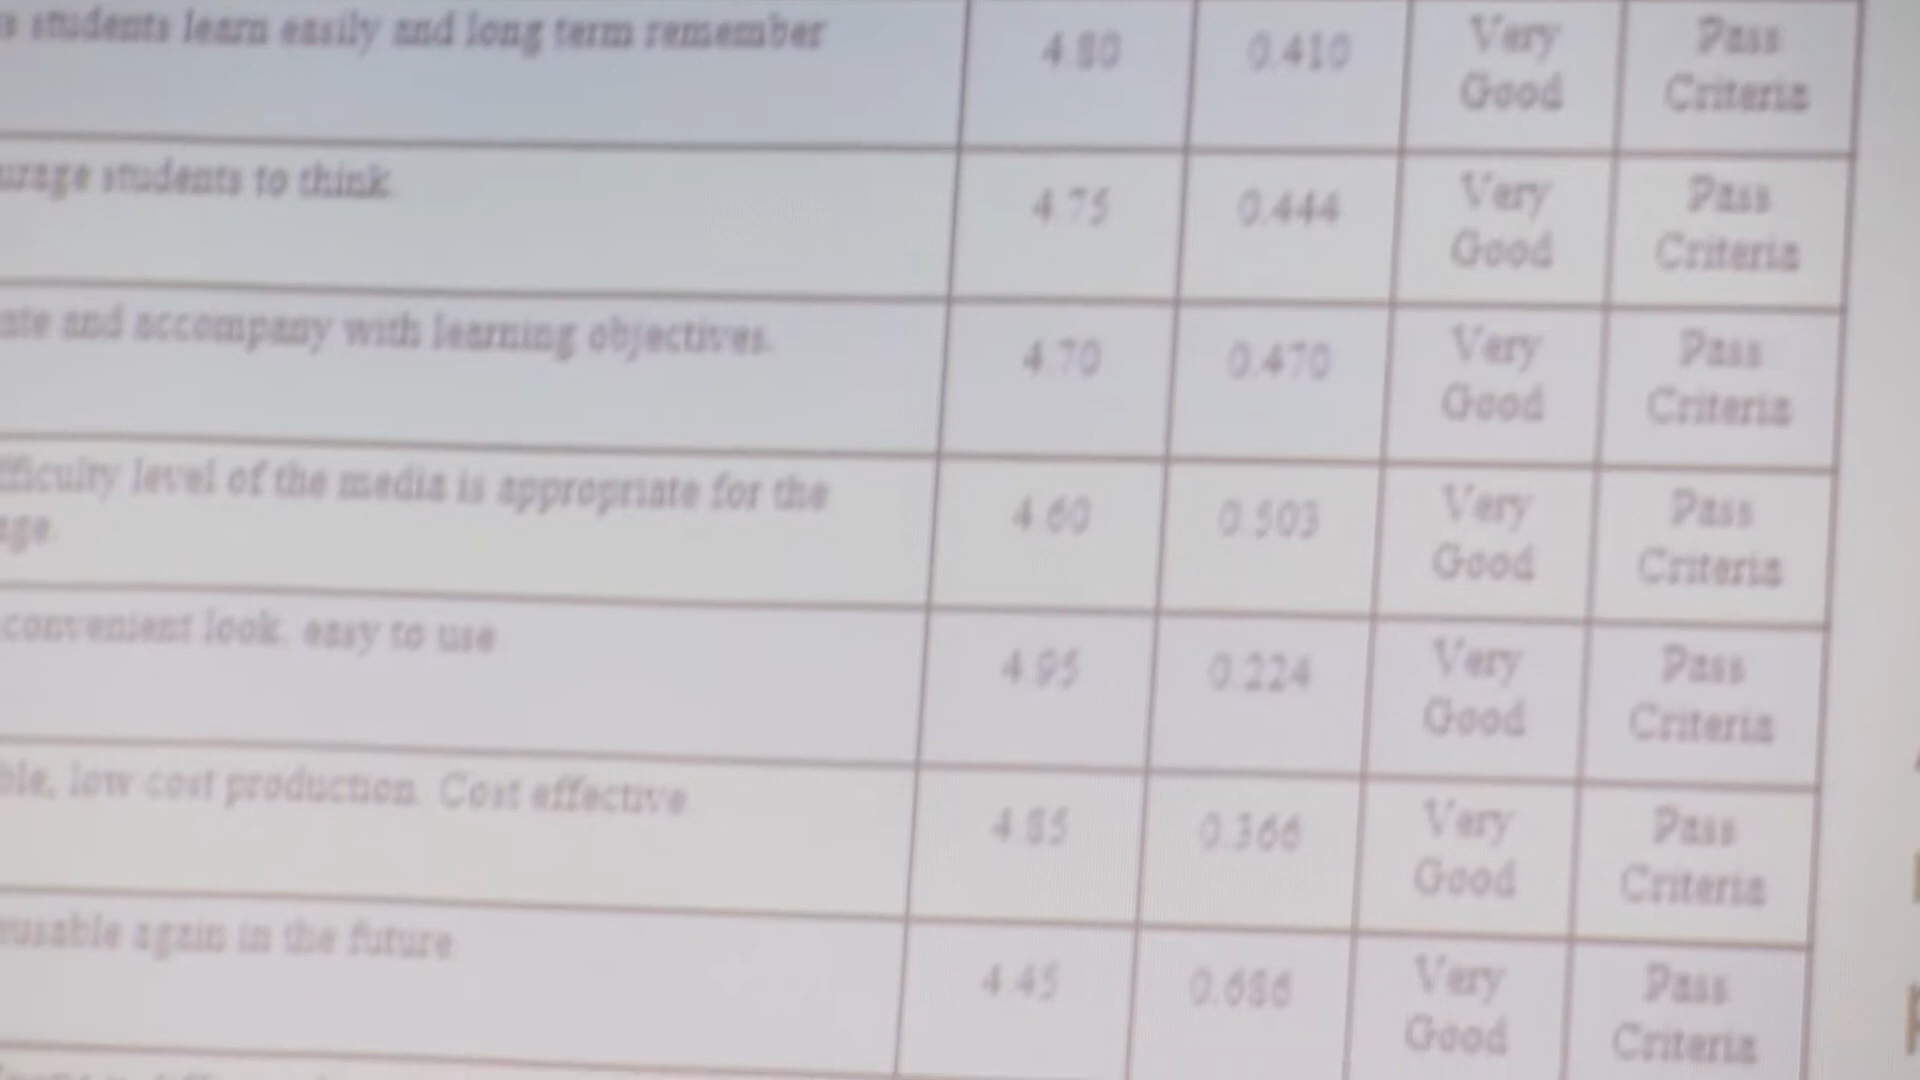 students learn easily and long term remember 4.80 0.410 Very Good Pass Criteria
students to think. 4.75 0.444 Very Good Pass Criteria
and accompany with learning objectives. 4.70 0.470 Very Good Pass Criteria
level of the media is appropriate for the 4.60 0.503 Very Good Pass Criteria
convenient look, easy to use 4.95 0.224 Very Good Pass Criteria
low cost production. Cost effective 4.85 0.366 Very Good Pass Criteria
again in the future. 4.45 0.686 Very Good Pass Criteria